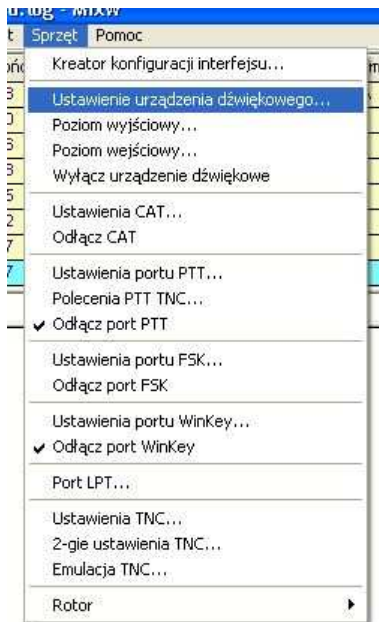 .log - MixW
Sprzęt Pomoc
Kreator konfiguracji interfejsu...
Ustawienie urządzenia dźwiękowego...
Poziom wyjściowy...
Poziom wejściowy...
Wyłącz urządzenie dźwiękowe
Ustawienia CAT...
Odłącz CAT
Ustawienia portu PTT...
Polecenia PTT TNC...
Odłącz port PTT
Ustawienia portu FSK...
Odłącz port FSK
Ustawienia portu WinKey...
Odłącz port WinKey
Port LPT...
Ustawienia TNC...
2-gie ustawienia TNC...
Emulacja TNC...
Rotor